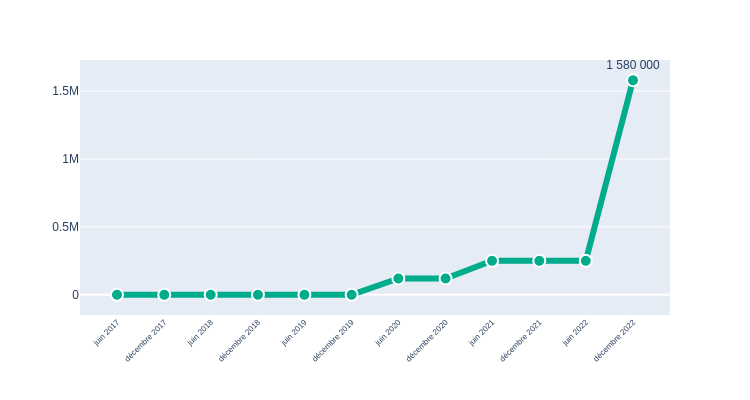 1 580 000
1.5M
1M
0.5M
0
juin 2017
décembre 2017
juin 2018
décembre 2018
juin 2019
décembre 2019
juin 2020
décembre 2020
juin 2021
décembre 2021
juin 2022
décembre 2022